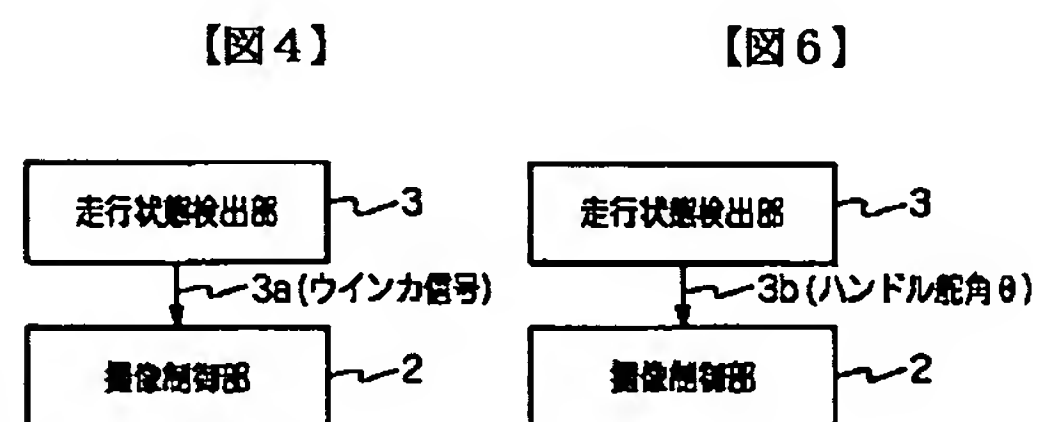 【図4】
走行状態検出部 3
3a(ウインカ信号)
撮像制御部 2
【図6】
走行状態検出部 3
3b(ハンドル舵角θ)
撮像制御部 2